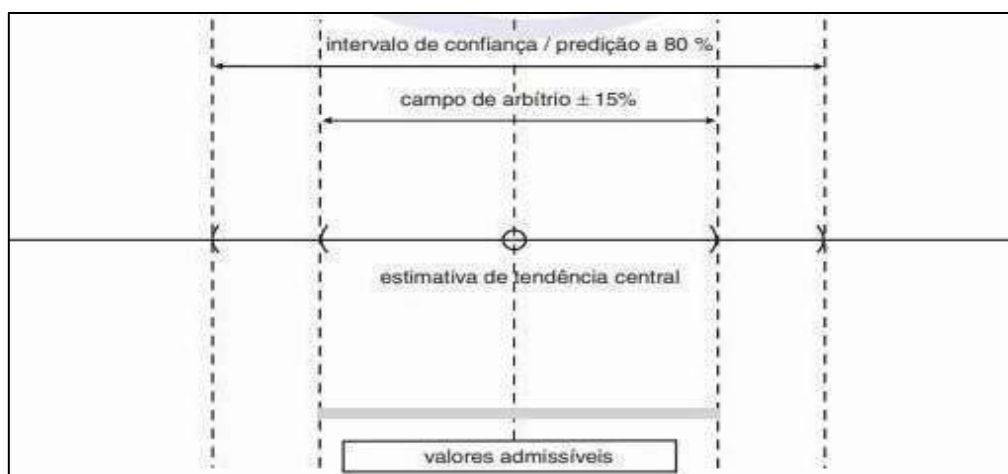 intervalo de confiança / predição a 80 %
campo de arbítrio ± 15%
estimativa de tendência central
valores admissíveis